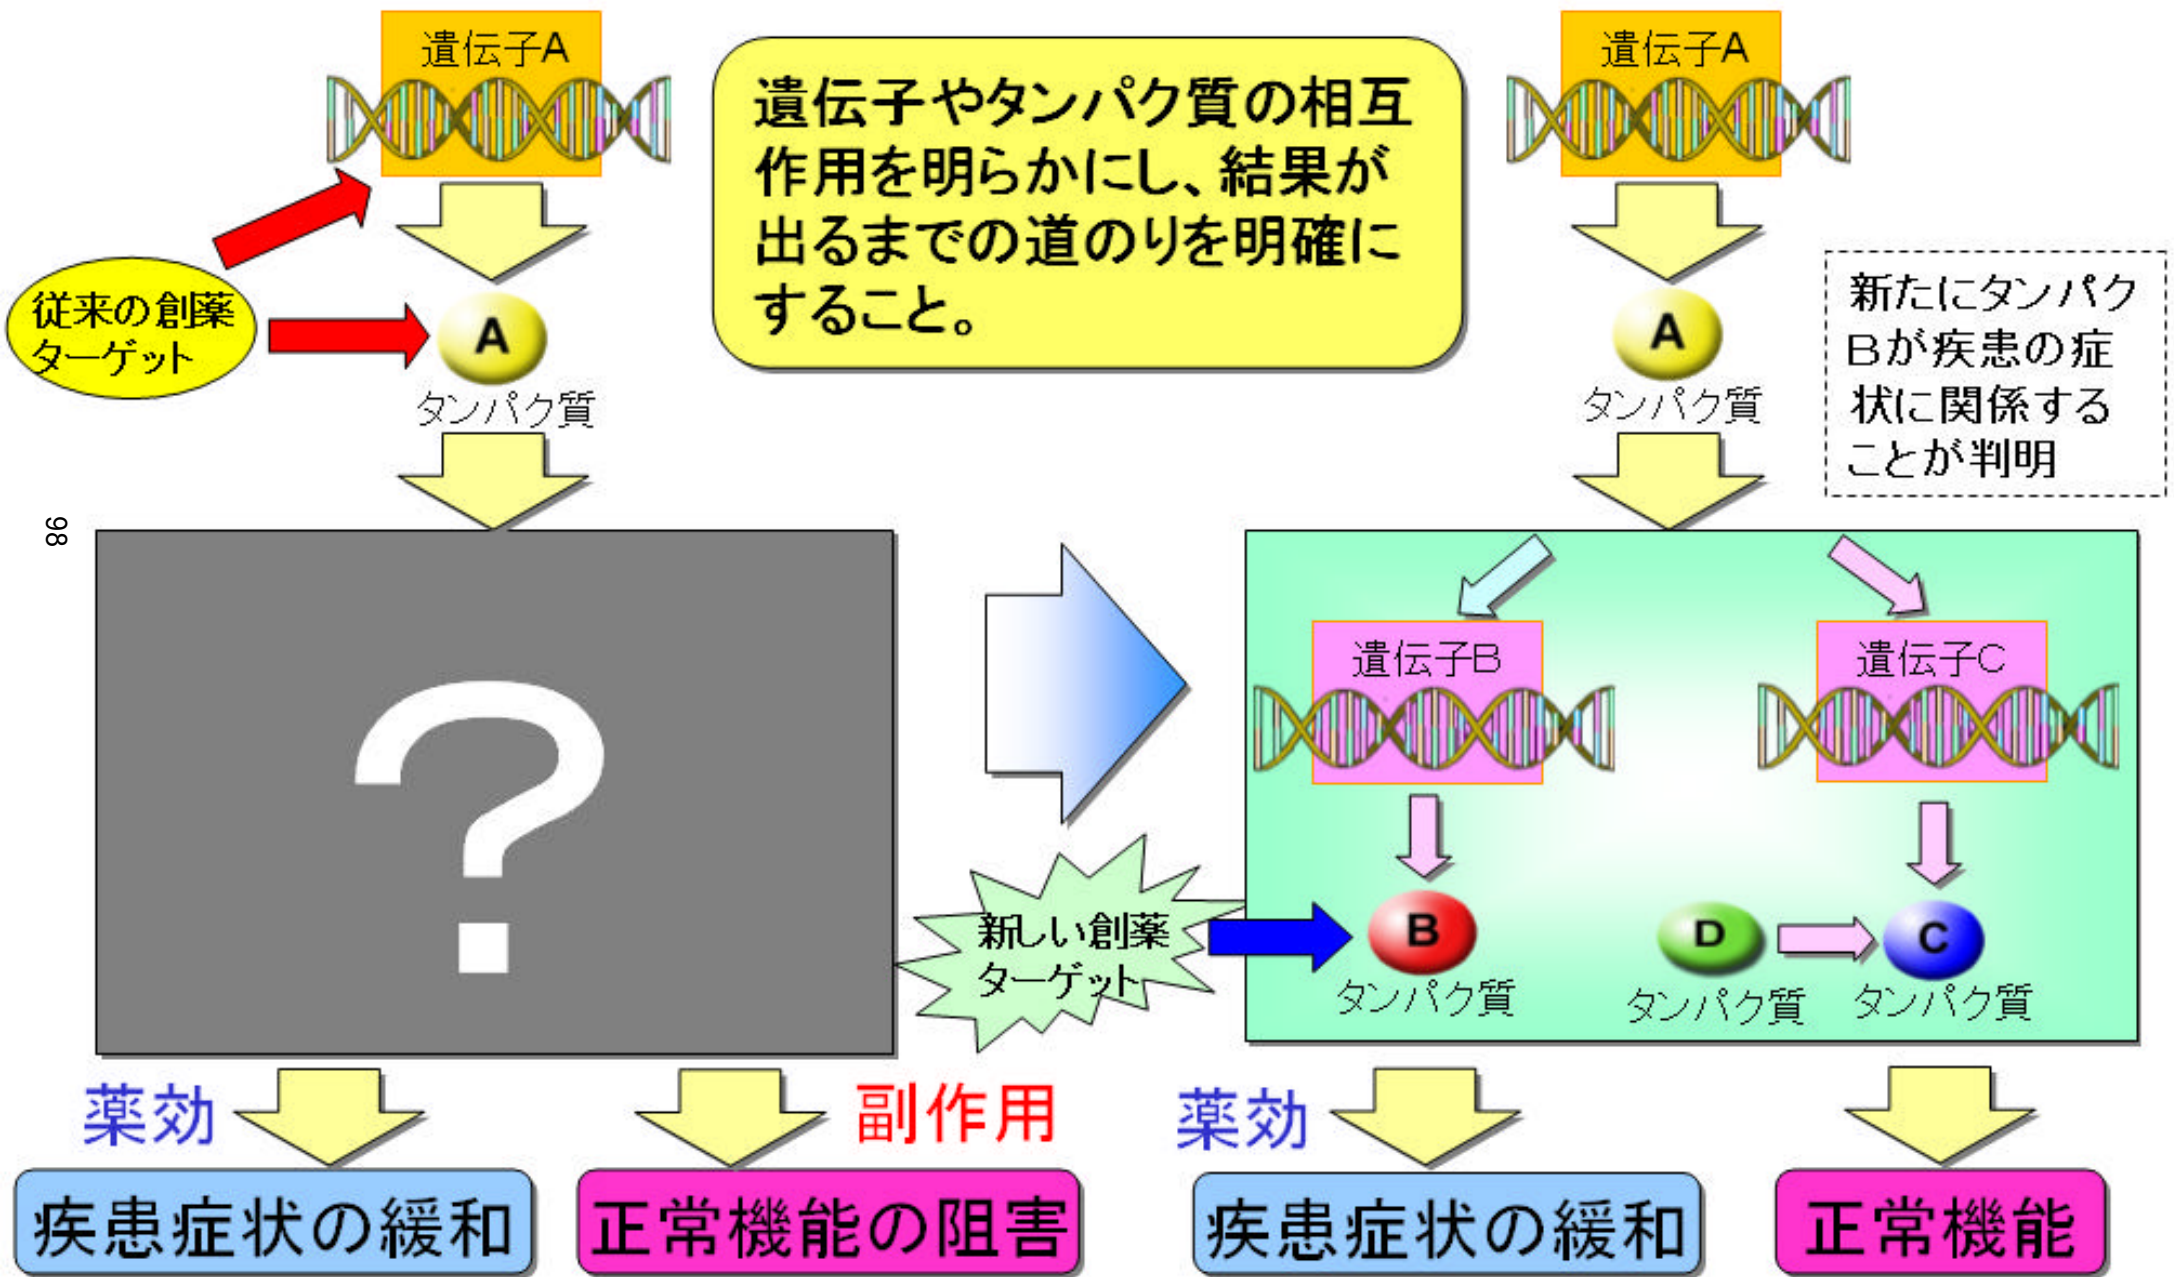 遺伝子A
従来の創薬
ターゲット
A
タンパク質
遺伝子やタンパク質の相互
作用を明らかにし、結果が
出るまでの道のりを明確に
すること。
遺伝子A
A
タンパク質
新たにタンパク
Bが疾患の症
状に関係する
ことが判明
98
?
新しい創薬
ターゲット
遺伝子B
遺伝子C
B
タンパク質
D
タンパク質
C
タンパク質
薬効
副作用
疾患症状の緩和
正常機能の阻害
薬効
疾患症状の緩和
正常機能